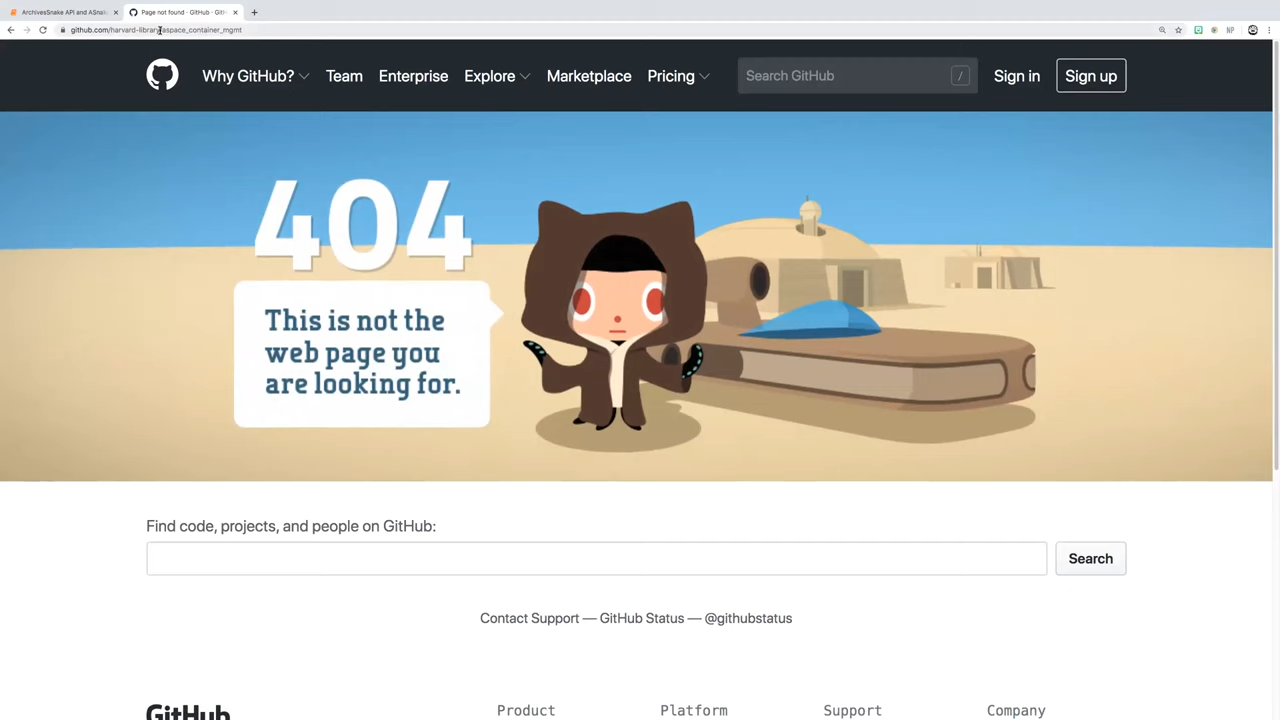 ArchivesSnake API and ASnak
Page not found · GitHub · GitH
github.com/harvard-library/aspace_container_mgmt
NP
Why GitHub?
Team
Enterprise
Explore
Marketplace
Pricing
Search GitHub
/
Sign in
Sign up
404
This is not the
web page you
are looking for.
Find code, projects, and people on GitHub:
Search
Contact Support — GitHub Status — @githubstatus
GitHub
Product
Platform
Support
Company